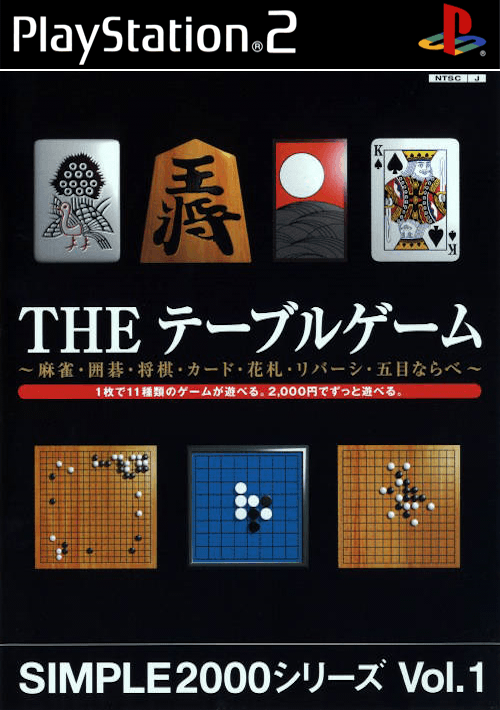 PlayStation®2
NTSC J
王将
K
K
THE テーブルゲーム
～麻雀・囲碁・将棋・カード・花札・リバーシ・五目ならべ～
1枚で11種類のゲームが遊べる。2,000円でずっと遊べる。
SIMPLE2000シリーズ Vol.1